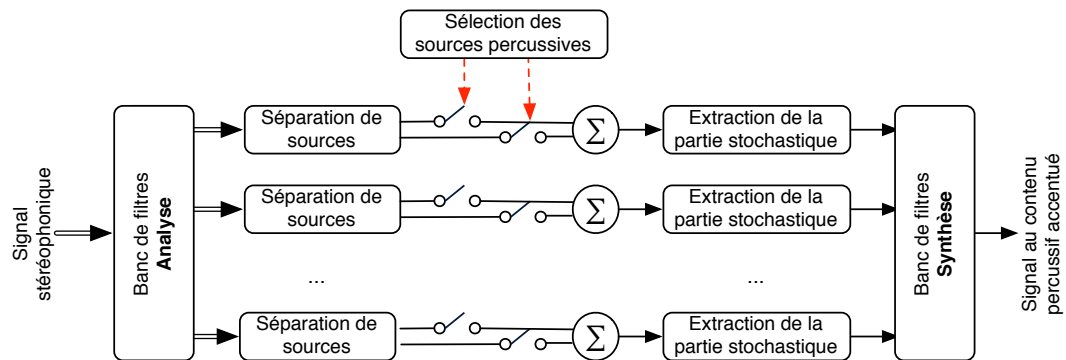 Sélection des
sources percussives
Signal
stéréophonique
Banc de filtres
Analyse
Séparation de
sources
Σ
Extraction de la
partie stochastique
Séparation de
sources
Σ
Extraction de la
partie stochastique
...
...
Séparation de
sources
Σ
Extraction de la
partie stochastique
Banc de filtres
Synthèse
Signal au contenu
percussif accentué